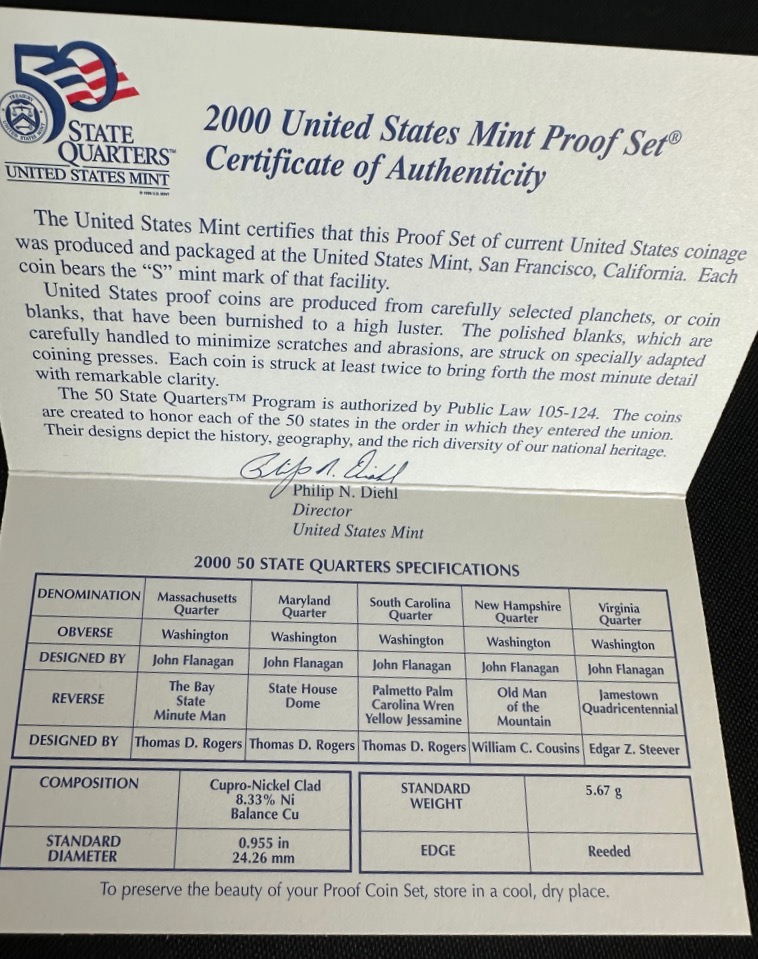 50
STATE
QUARTERS™
UNITED STATES MINT
2000 United States Mint Proof Set®
Certificate of Authenticity
The United States Mint certifies that this Proof Set of current United States coinage
was produced and packaged at the United States Mint, San Francisco, California. Each
coin bears the “S” mint mark of that facility.
United States proof coins are produced from carefully selected planchets, or coin
blanks, that have been burnished to a high luster. The polished blanks, which are
carefully handled to minimize scratches and abrasions, are struck on specially adapted
coining presses. Each coin is struck at least twice to bring forth the most minute detail
with remarkable clarity.
The 50 State Quarters™ Program is authorized by Public Law 105-124. The coins
are created to honor each of the 50 states in the order in which they entered the union.
Their designs depict the history, geography, and the rich diversity of our national heritage.
Philip N. Diehl
Philip N. Diehl
Director
United States Mint
2000 50 STATE QUARTERS SPECIFICATIONS
DENOMINATION Massachusetts Quarter Maryland Quarter South Carolina Quarter New Hampshire Quarter Virginia Quarter
OBVERSE Washington Washington Washington Washington Washington
DESIGNED BY John Flanagan John Flanagan John Flanagan John Flanagan John Flanagan
REVERSE The Bay State Minute Man State House Dome Palmetto Palm Carolina Wren Yellow Jessamine Old Man of the Mountain Jamestown Quadricentennial
DESIGNED BY Thomas D. Rogers Thomas D. Rogers Thomas D. Rogers William C. Cousins Edgar Z. Steever
COMPOSITION Cupro-Nickel Clad 8.33% Ni Balance Cu
STANDARD WEIGHT 5.67 g
STANDARD DIAMETER 0.955 in 24.26 mm
EDGE Reeded
To preserve the beauty of your Proof Coin Set, store in a cool, dry place.